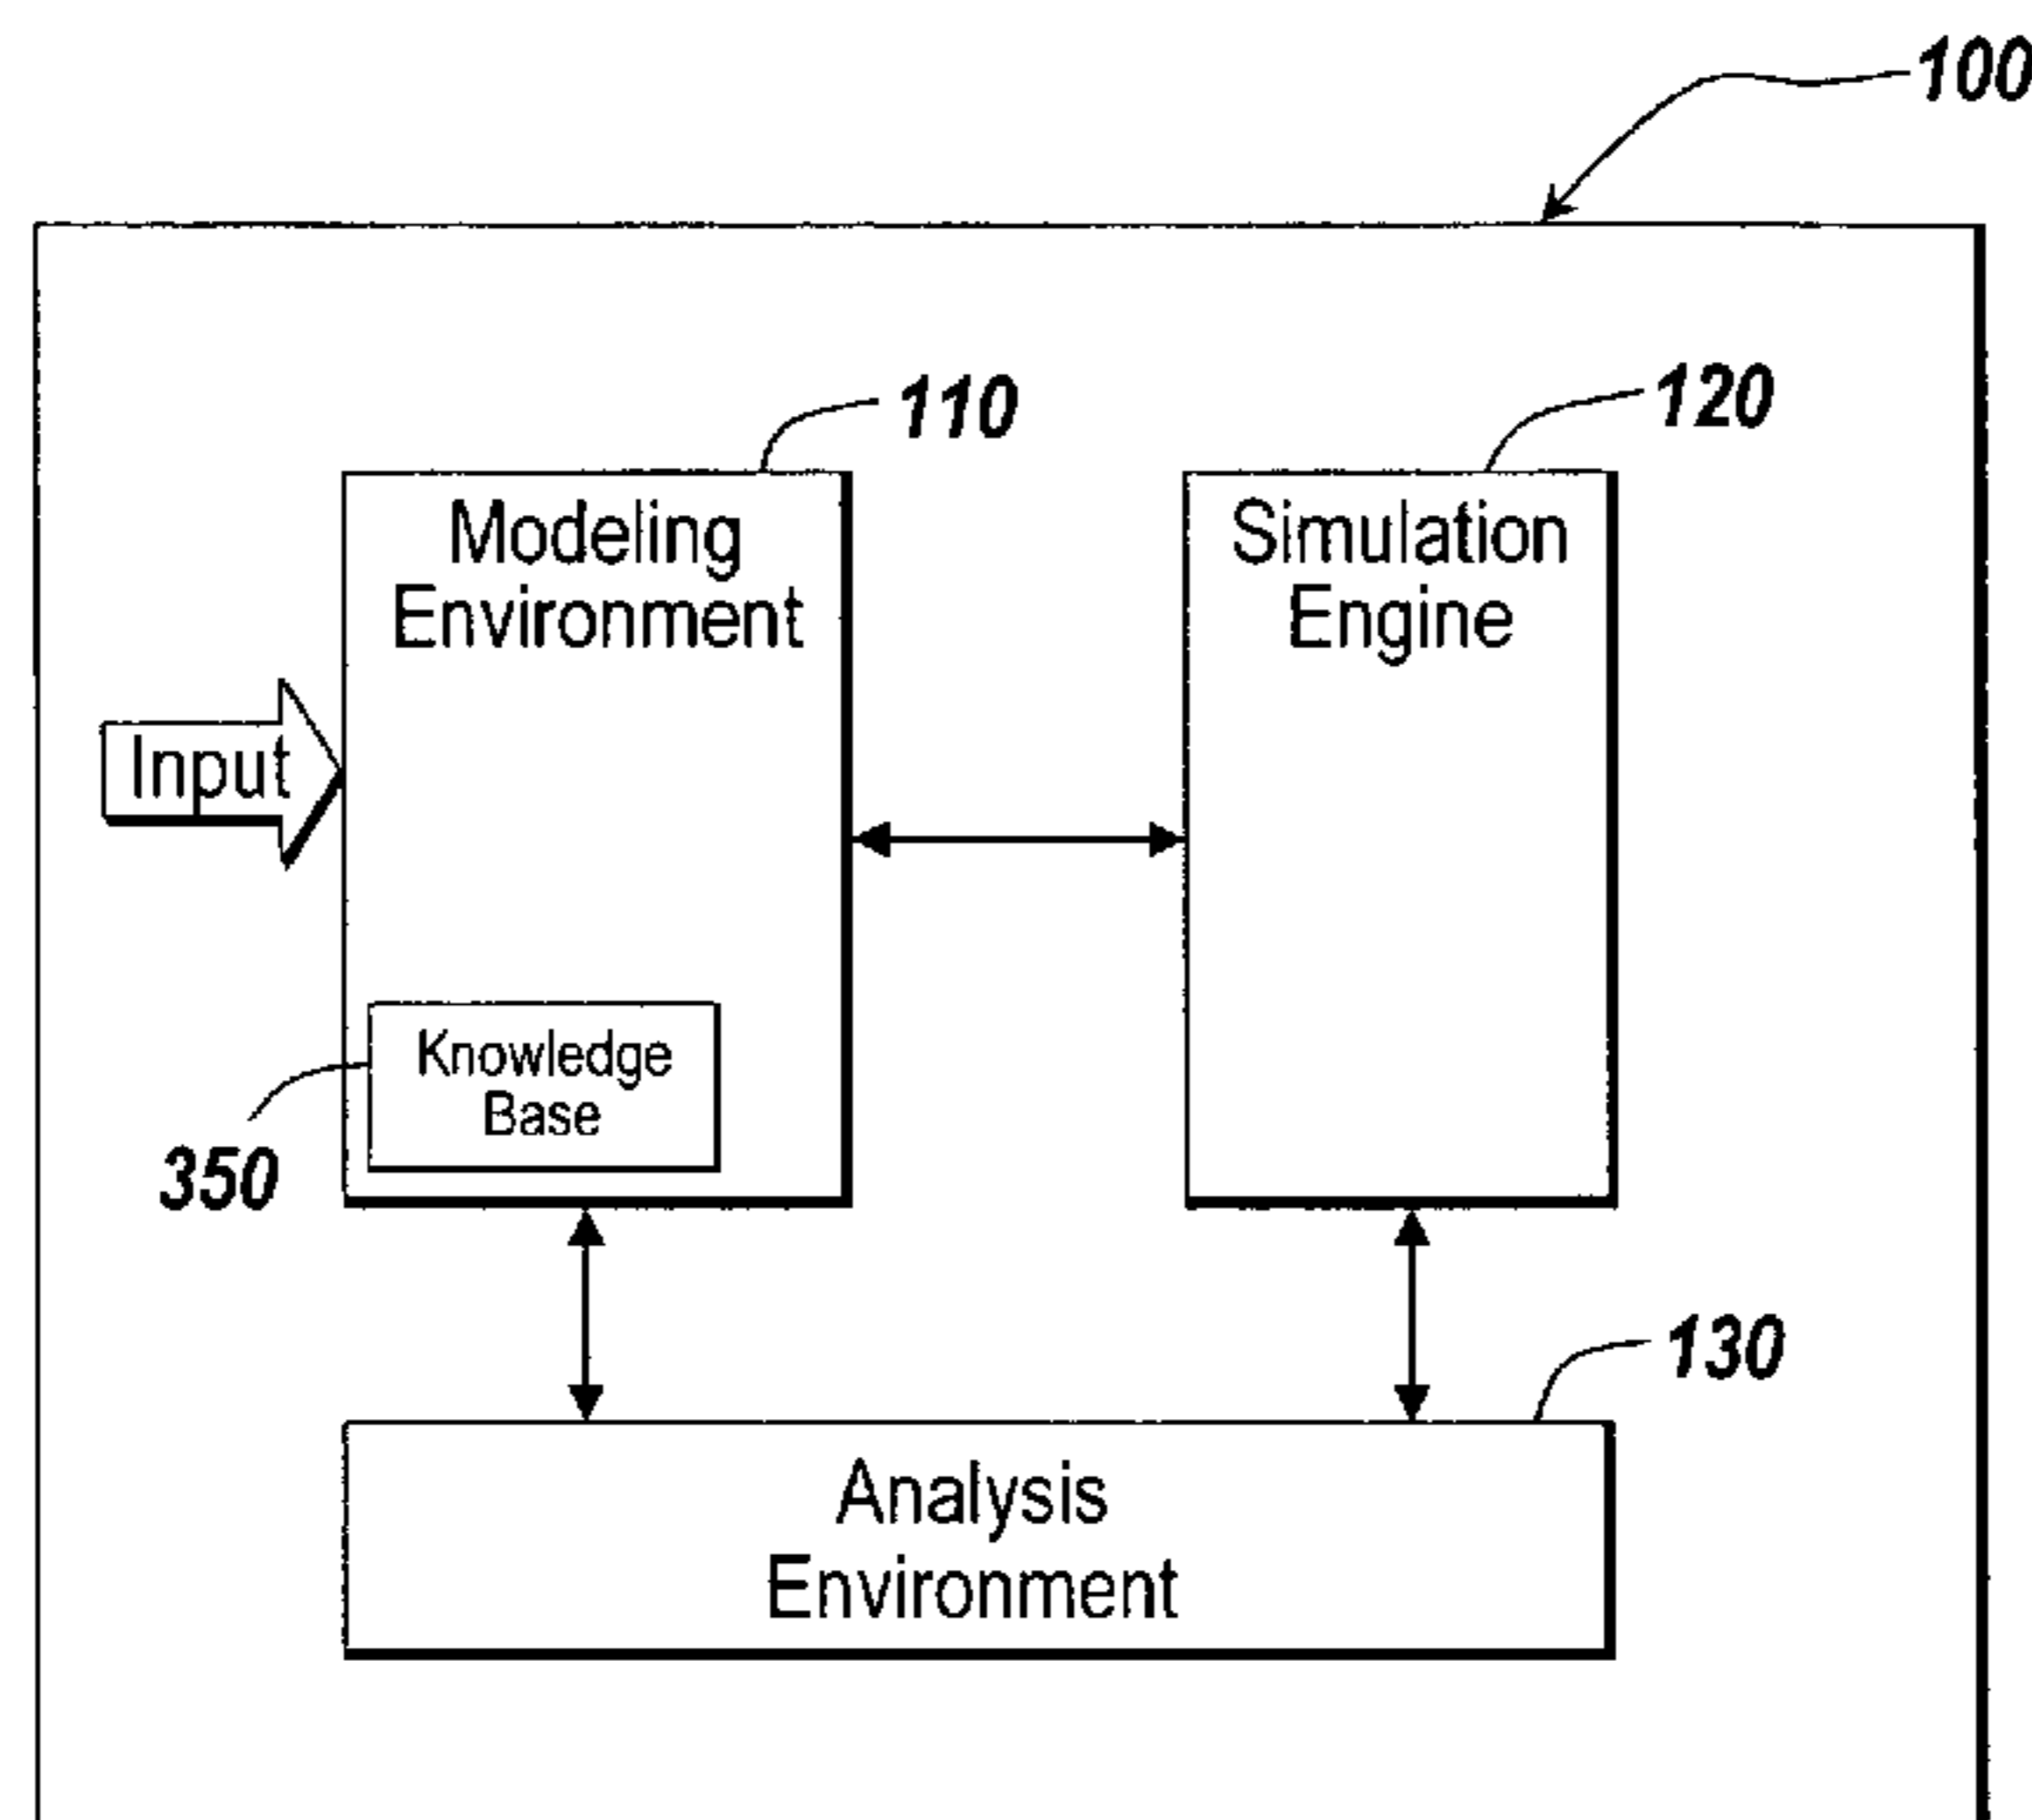 100
110
120
Modeling
Environment
Simulation
Engine
Input
Knowledge
Base
350
130
Analysis
Environment